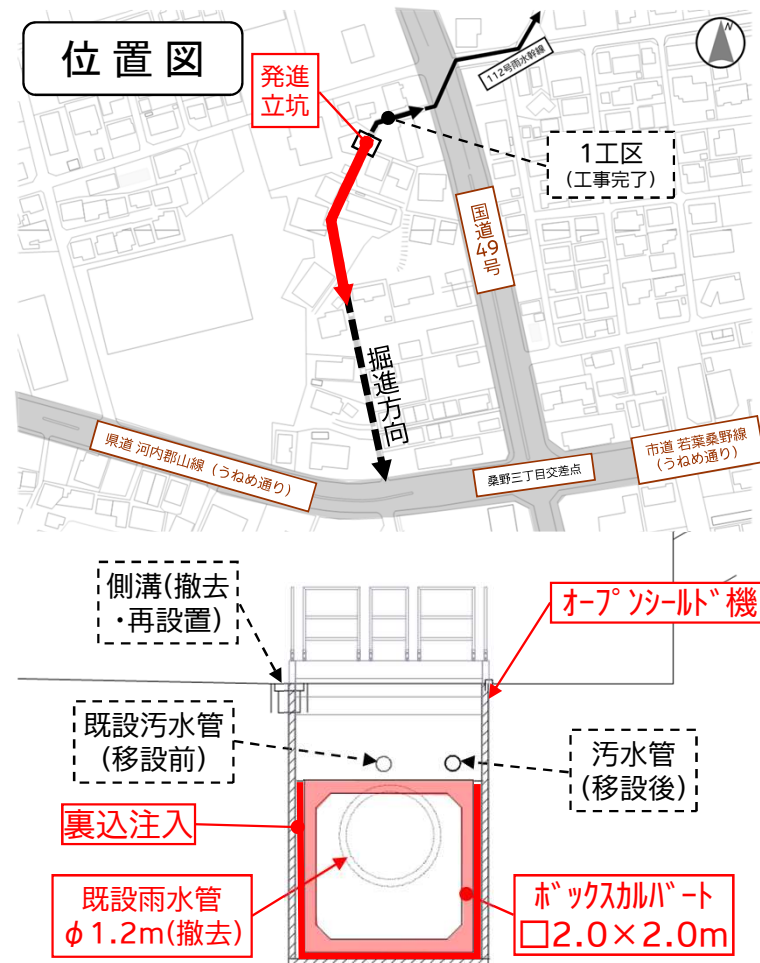 位置図
N
発進
立坑
112号雨水幹線
1工区
(工事完了)
国道49号
掘進方向
県道 河内郡山線（うねめ通り）
桑野三丁目交差点
市道 若葉桑野線
（うねめ通り）
側溝(撤去
・再設置)
ｵｰﾌﾟﾝｼｰﾙﾄﾞ機
既設汚水管
(移設前)
汚水管
(移設後)
裏込注入
既設雨水管
φ1.2m(撤去)
ﾎﾞｯｸｽｶﾙﾊﾞｰﾄ
□2.0×2.0m